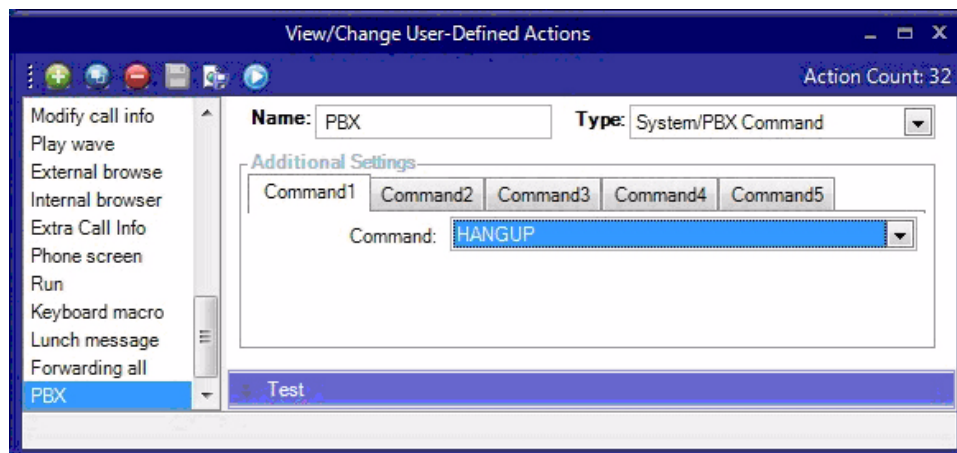 View/Change User-Defined Actions
Action Count: 32
Modify call info
Play wave
External browse
Internal browser
Extra Call Info
Phone screen
Run
Keyboard macro
Lunch message
Forwarding all
PBX
Name: PBX Type: System/PBX Command
Additional Settings
Command1 Command2 Command3 Command4 Command5
Command: HANGUP
Test